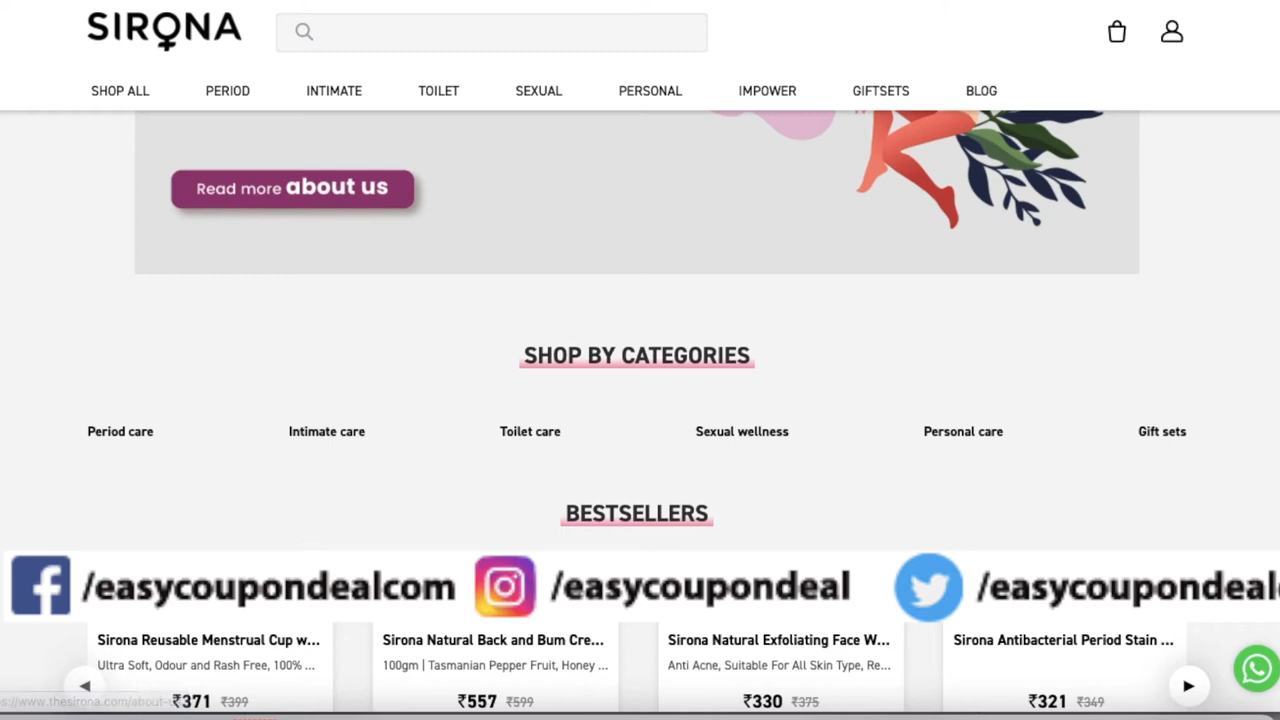 SIRONA
SHOP ALL PERIOD INTIMATE TOILET SEXUAL PERSONAL IMPOWER GIFTSETS BLOG
Read more about us
SHOP BY CATEGORIES
Period care Intimate care Toilet care Sexual wellness Personal care Gift sets
BESTSELLERS
/easycoupondealcom /easycoupondeal /easycoupondeal
Sirona Reusable Menstrual Cup w... Sirona Natural Back and Bum Cre... Sirona Natural Exfoliating Face W... Sirona Antibacterial Period Stain ...
Ultra Soft, Odour and Rash Free, 100% ... 100gm | Tasmanian Pepper Fruit, Honey ... Anti Acne, Suitable For All Skin Type, Re...
₹371 ₹399 ₹557 ₹599 ₹330 ₹375 ₹321 ₹349
s://www.thesirona.com/about-